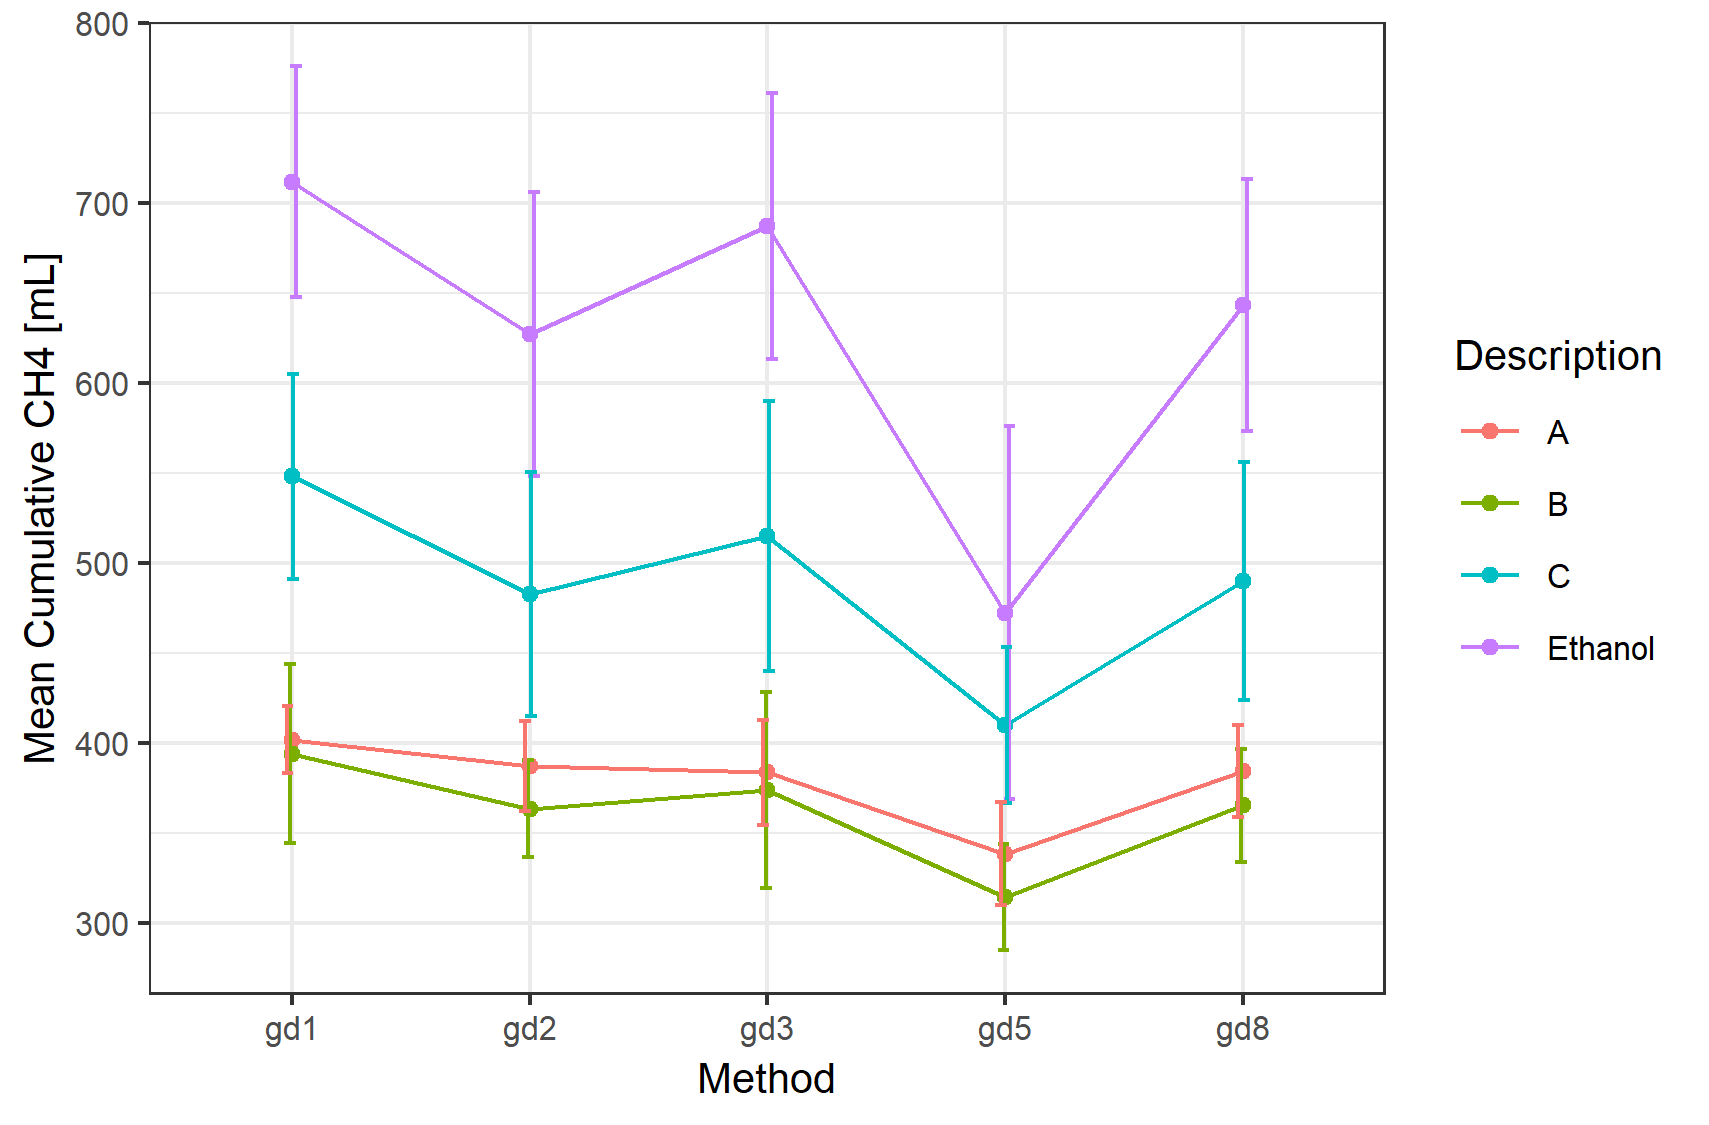 Mean Cumulative CH4 [mL]
800
700
600
500
400
300
gd1 gd2 gd3 gd5 gd8
Method
Description
A
B
C
Ethanol